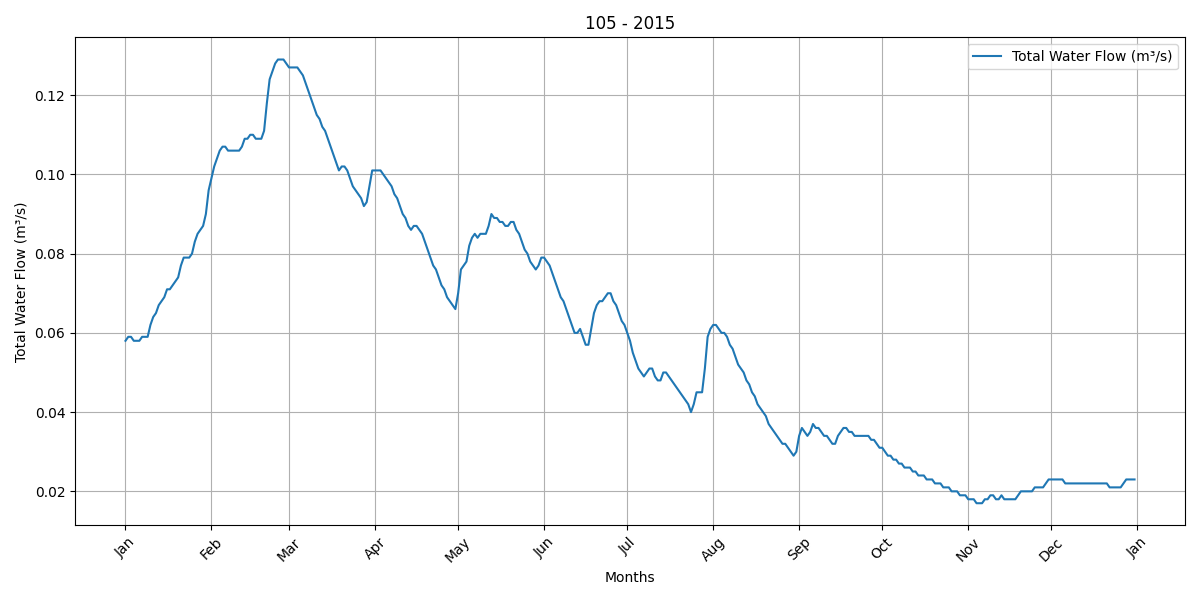 105 - 2015
Total Water Flow (m³/s)
Total Water Flow (m³/s)
0.12
0.10
0.08
0.06
0.04
0.02
Jan
Feb
Mar
Apr
May
Jun
Jul
Aug
Sep
Oct
Nov
Dec
Jan
Months